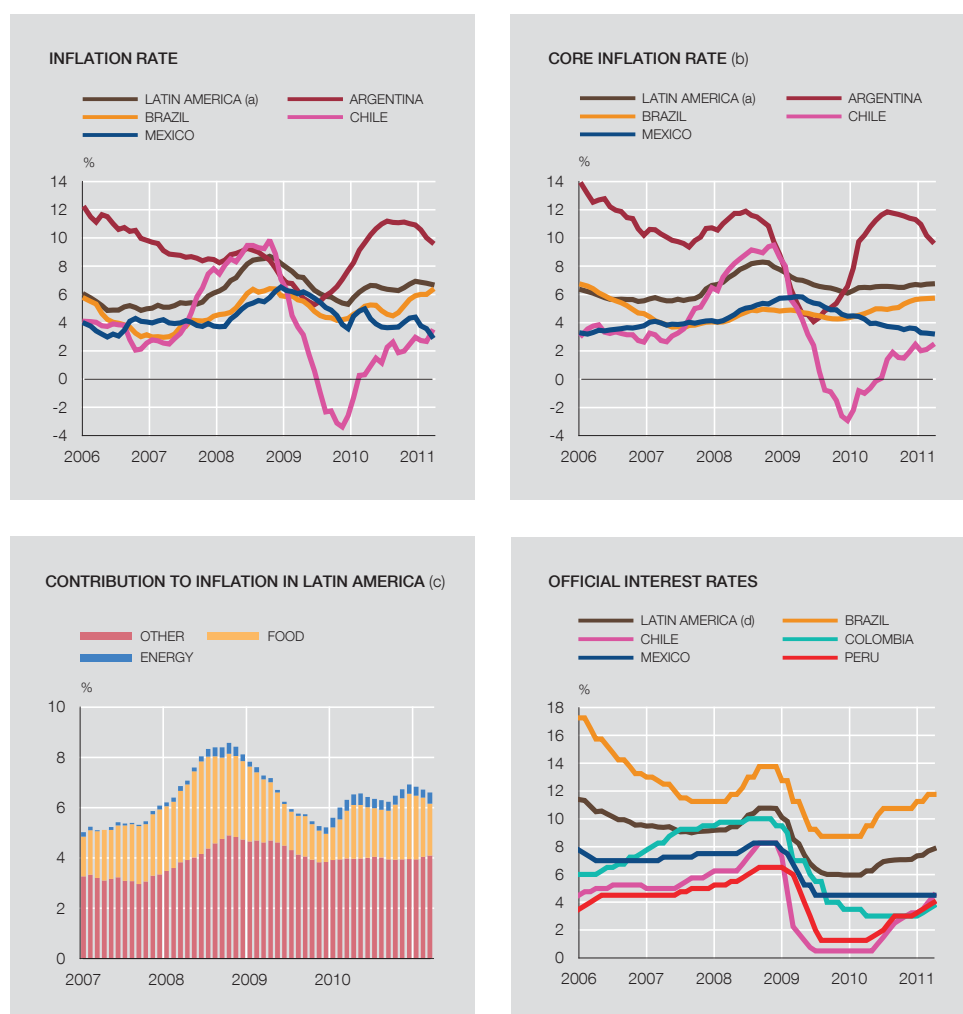 INFLATION RATE
LATIN AMERICA (a)
ARGENTINA
BRAZIL
CHILE
MEXICO
%
14
12
10
8
6
4
2
0
-2
-4
2006 2007 2008 2009 2010 2011
CORE INFLATION RATE (b)
LATIN AMERICA (a)
ARGENTINA
BRAZIL
CHILE
MEXICO
%
14
12
10
8
6
4
2
0
-2
-4
2006 2007 2008 2009 2010 2011
CONTRIBUTION TO INFLATION IN LATIN AMERICA (c)
OTHER FOOD
ENERGY
%
10
8
6
4
2
0
2007 2008 2009 2010
OFFICIAL INTEREST RATES
LATIN AMERICA (d)
BRAZIL
CHILE
COLOMBIA
MEXICO
PERU
%
18
16
14
12
10
8
6
4
2
0
2006 2007 2008 2009 2010 2011